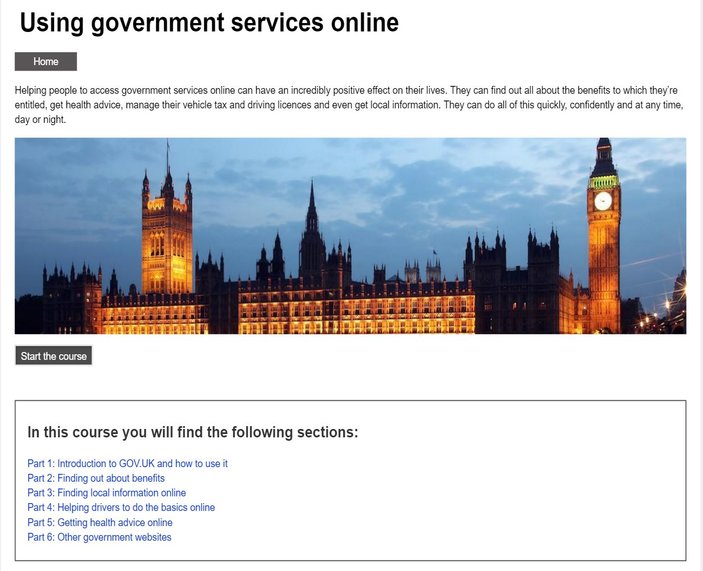 Using government services online
Home
Helping people to access government services online can have an incredibly positive effect on their lives. They can find out all about the benefits to which they're
entitled, get health advice, manage their vehicle tax and driving licences and even get local information. They can do all of this quickly, confidently and at any time,
day or night.
Start the course
In this course you will find the following sections:
Part 1: Introduction to GOV.UK and how to use it
Part 2: Finding out about benefits
Part 3: Finding local information online
Part 4: Helping drivers to do the basics online
Part 5: Getting health advice online
Part 6: Other government websites